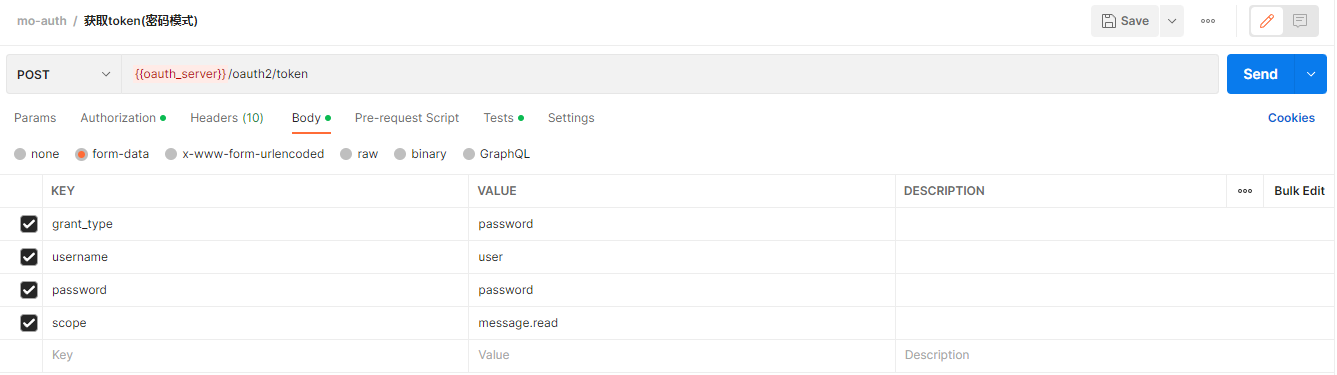 mo-auth / 获取token(密码模式)
Save
POST
{{oauth_server}}/oauth2/token
Send
Params Authorization Headers (10) Body Pre-request Script Tests Settings Cookies
none form-data x-www-form-urlencoded raw binary GraphQL
KEY VALUE DESCRIPTION Bulk Edit
grant_type password
username user
password password
scope message.read
Key Value Description